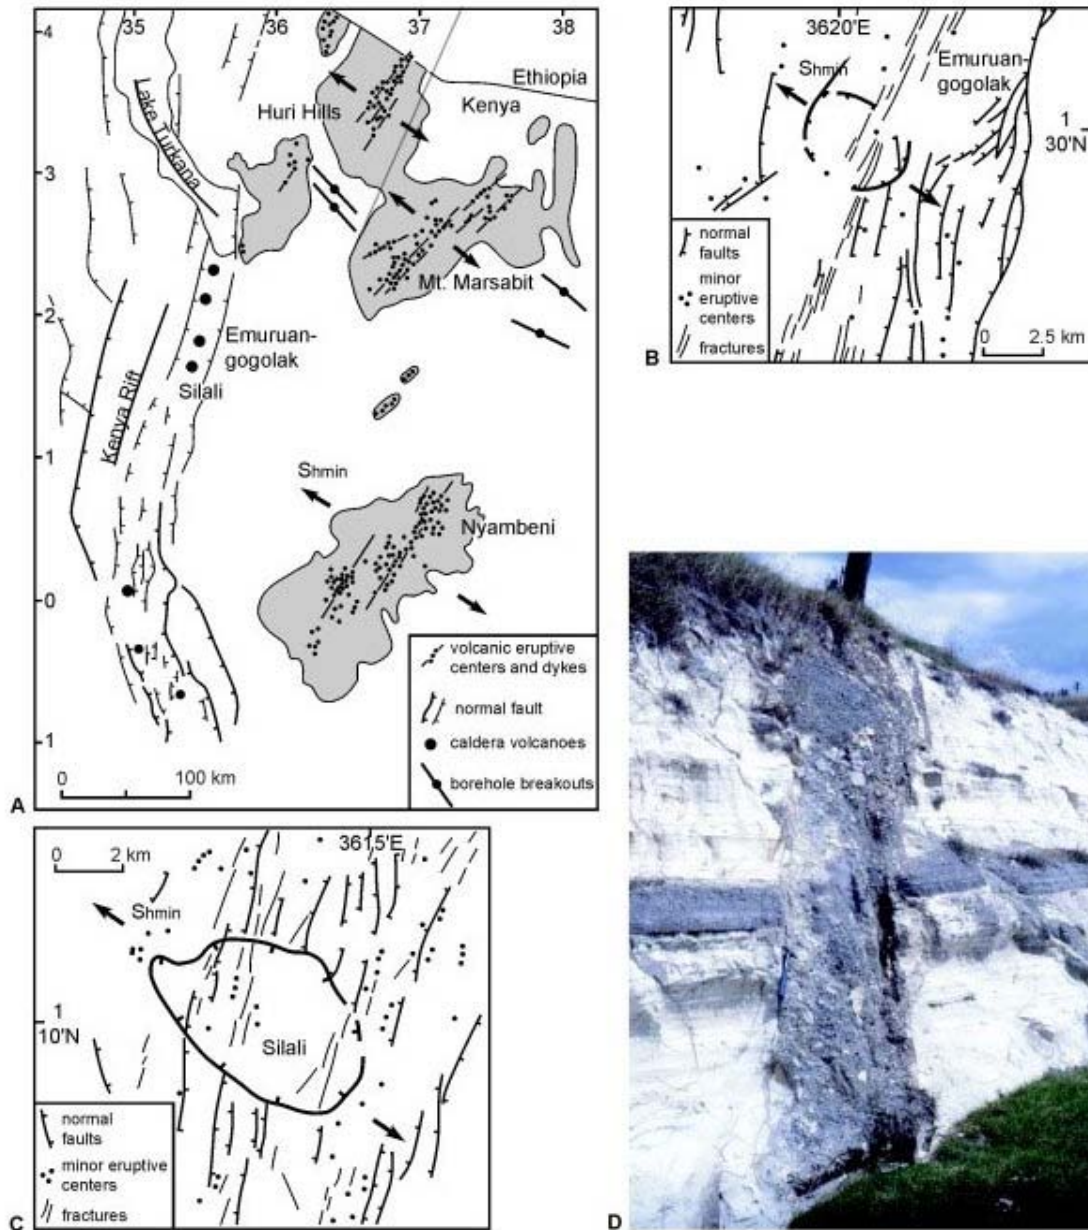 35
36
37
38
4
Ethiopia
Kenya
Huri Hills
Lake Turkana
3
Mt. Marsabit
2
Emuruan-
gogolak
Silali
Kenya Rift
1
Shmin
Nyambeni
0
1
volcanic eruptive
centers and dykes
normal fault
caldera volcanoes
borehole breakouts
0
100 km
A
3620'E
Shmin
Emuruan-
gogolak
1
30'N
normal
faults
minor
eruptive
centers
fractures
0
2.5 km
B
0
2 km
3615'E
Shmin
1
10'N
Silali
normal
faults
minor eruptive
centers
fractures
C
D